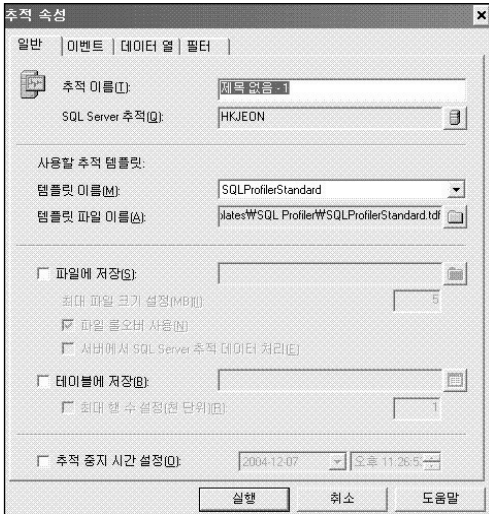 추적 속성
일반 이벤트 데이터 열 필터
추적 이름(T): 제목 없음 - 1
SQL Server 추적(Q): HKJEON
사용할 추적 템플릿:
템플릿 이름(M): SQLProfilerStandard
템플릿 파일 이름(A): plates₩SQL Profiler₩SQLProfilerStandard.tdf
파일에 저장(S):
최대 파일 크기 설정(MB)(I) 5
파일 롤오버 사용(N)
서버에서 SQL Server 추적 데이터 처리(E)
테이블에 저장(B):
최대 행 수 설정(천 단위)(R): 1
추적 중지 시간 설정(O): 2004-12-07 오후 11:26:5
실행 취소 도움말